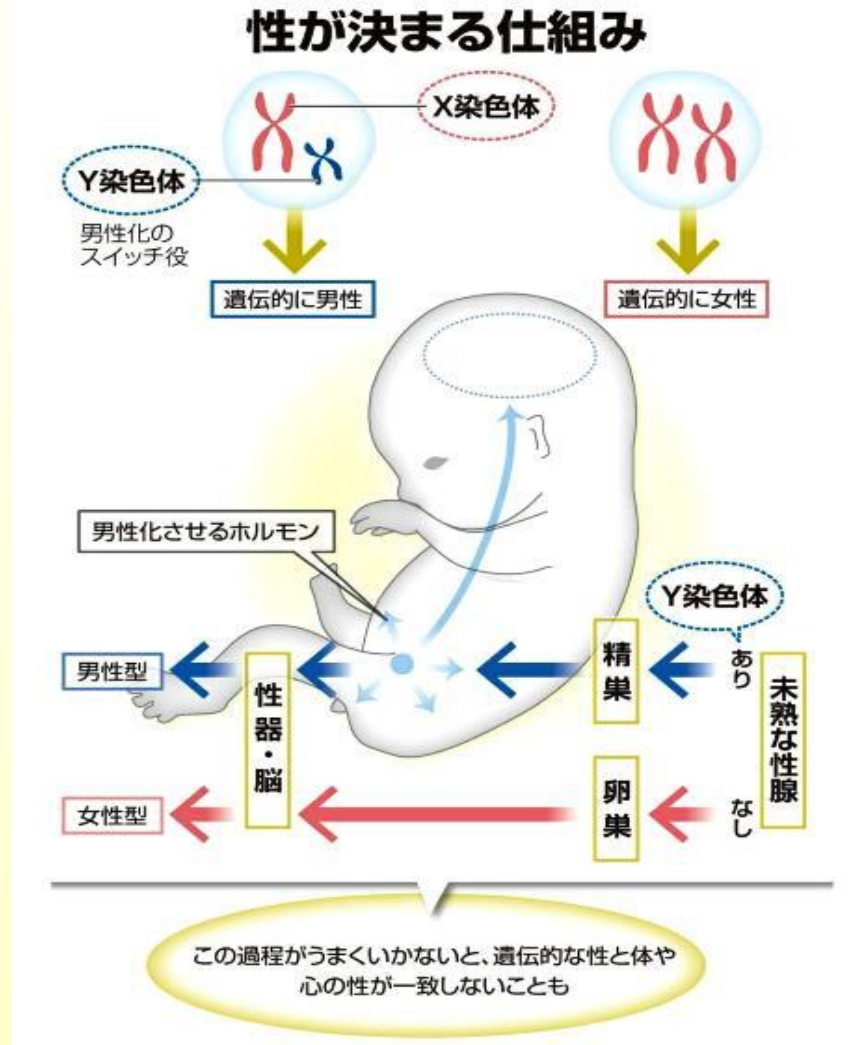 性が決まる仕組み
X染色体
Y染色体
男性化の
スイッチ役
遺伝的に男性
遺伝的に女性
男性化させるホルモン
Y染色体
あり
未熟な性腺
精巣
性器・脳
男性型
なし
卵巣
女性型
この過程がうまくいかないと、遺伝的な性と体や
心の性が一致しないことも